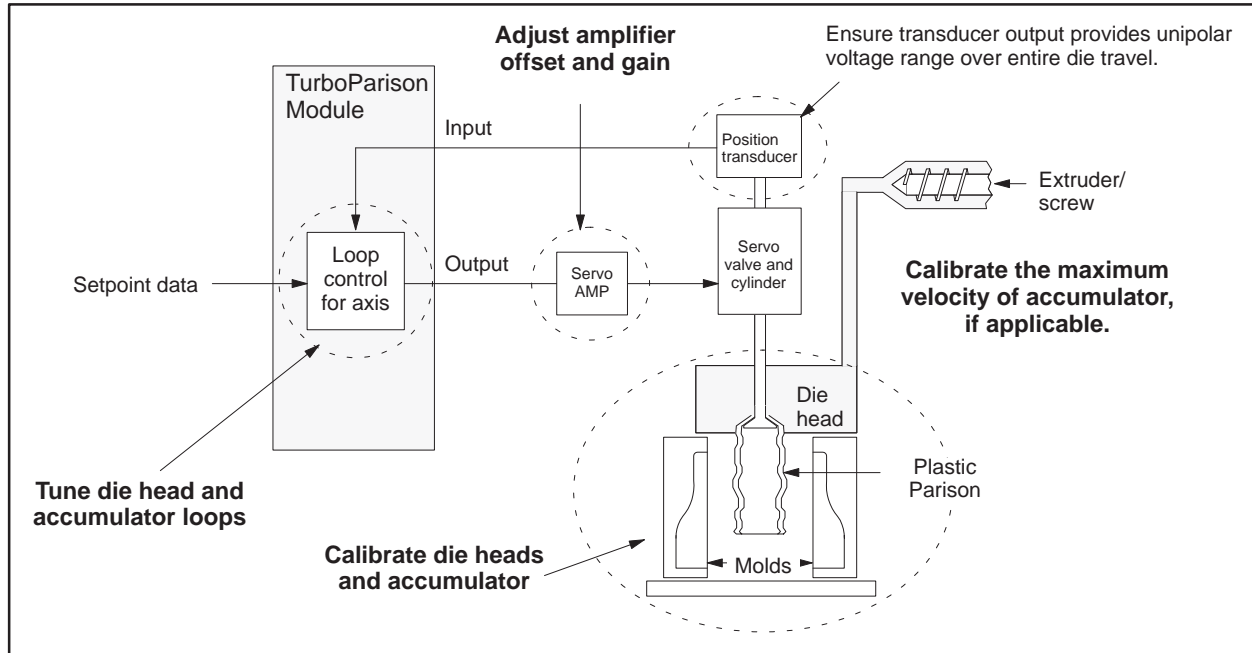 Adjust amplifier
offset and gain
Ensure transducer output provides unipolar
voltage range over entire die travel.
TurboParison
Module
Input
Position
transducer
Extruder/
screw
Setpoint data
Loop
control
for axis
Output
Servo
AMP
Servo
valve and
cylinder
Calibrate the maximum
velocity of accumulator,
if applicable.
Die
head
Plastic
Parison
Tune die head and
accumulator loops
Calibrate die heads
and accumulator
Molds